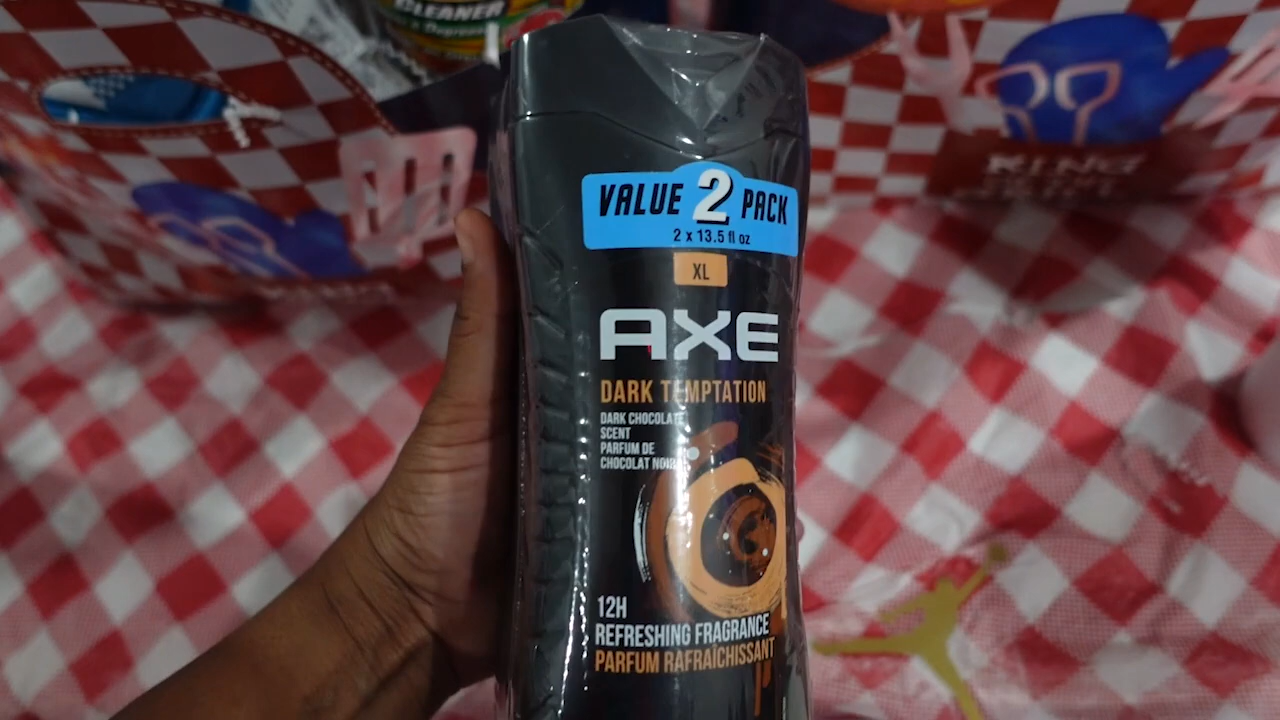 CLEANER
VALUE 2 PACK
2 x 13.5 fl oz
XL
AXE
DARK TEMPTATION
DARK CHOCOLATE
SCENT
PARFUM DE
CHOCOLAT NOIR
12H
REFRESHING FRAGRANCE
PARFUM RAFRAÎCHISSANT
KING